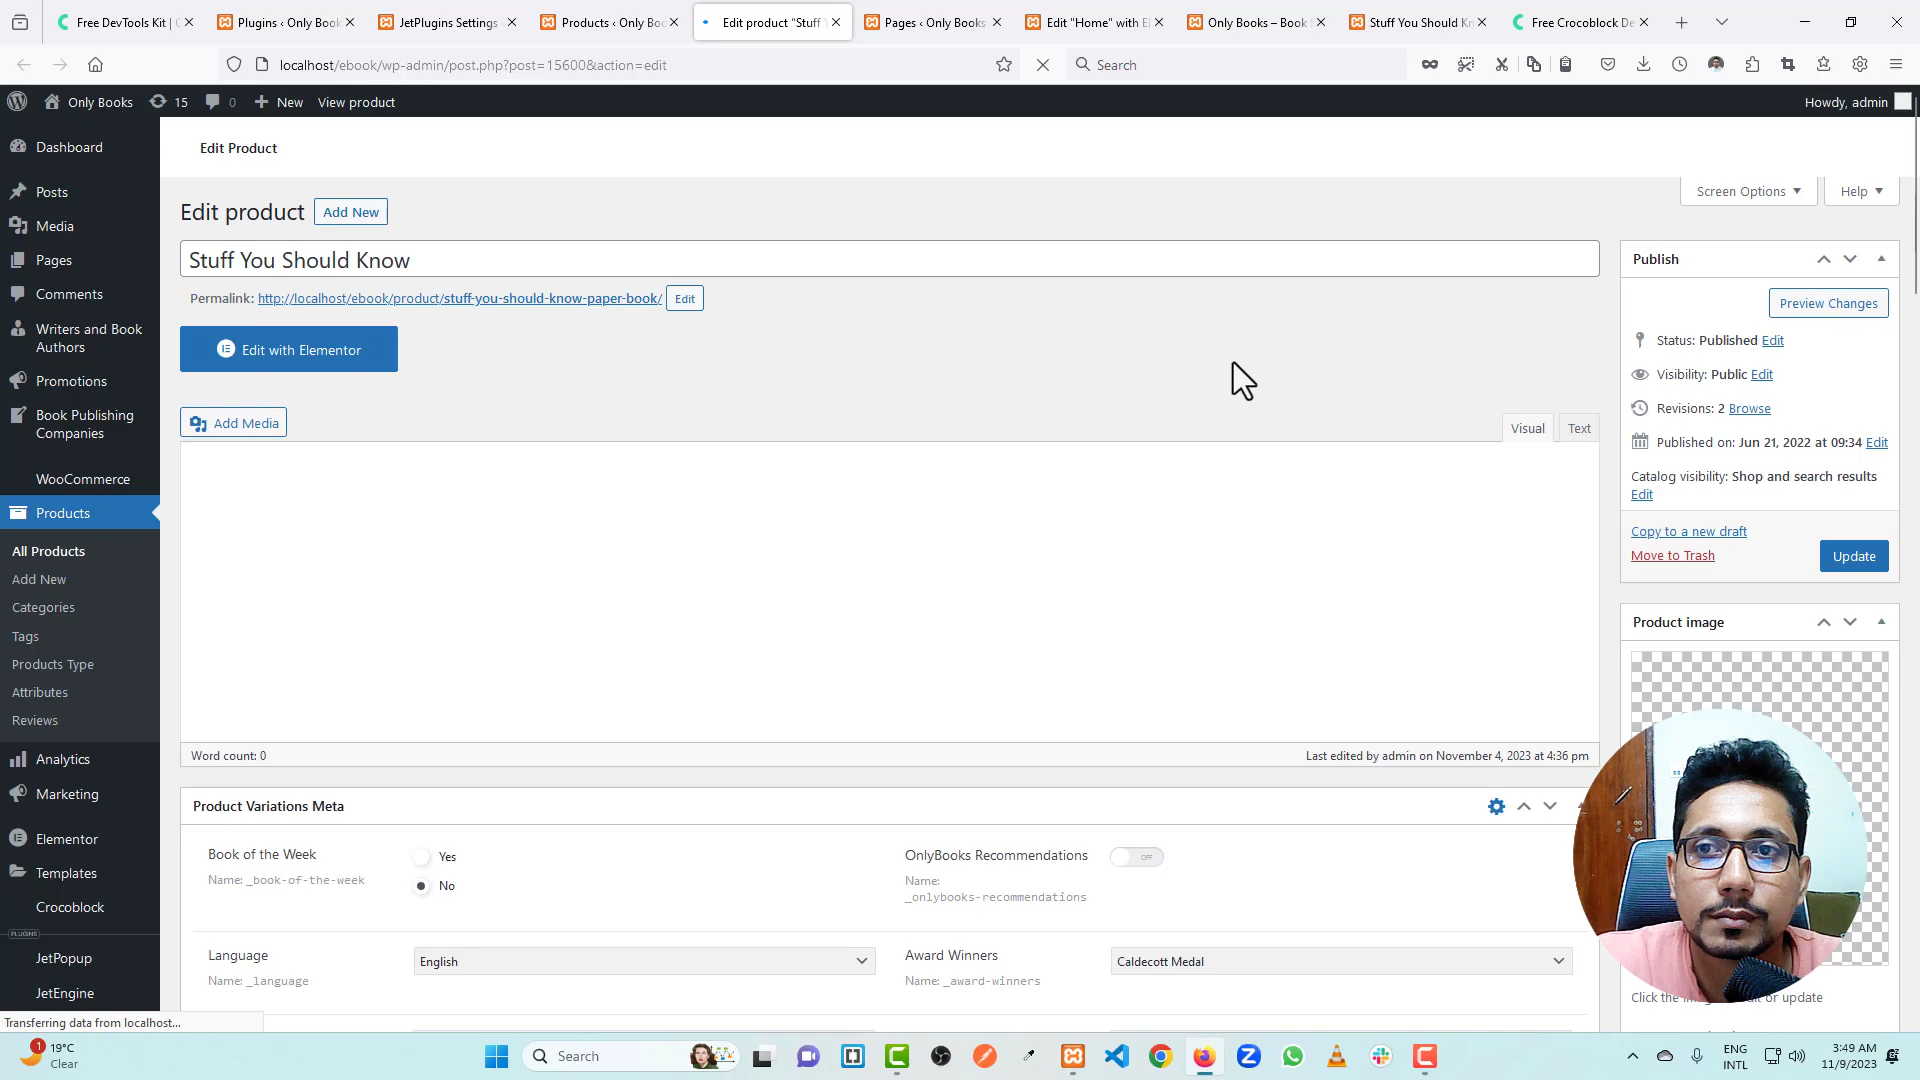 Free DevTools Kit | C
Plugins ‹ Only Book
JetPlugins Settings
Products ‹ Only Bo
Edit product "Stuff Y
Pages ‹ Only Books
Edit "Home" with El
Only Books – Book S
Stuff You Should Kn
Free Crocoblock De
localhost/ebook/wp-admin/post.php?post=15600&action=edit
Search
Only Books
15
0
New
View product
Howdy, admin
Dashboard
Posts
Media
Pages
Comments
Writers and Book
Authors
Promotions
Book Publishing
Companies
WooCommerce
Products
All Products
Add New
Categories
Tags
Products Type
Attributes
Reviews
Analytics
Marketing
Elementor
Templates
Crocoblock
PLUGINS
JetPopup
JetEngine
Edit Product
Screen Options
Help
Edit product
Add New
Stuff You Should Know
Permalink: http://localhost/ebook/product/stuff-you-should-know-paper-book/
Edit
Edit with Elementor
Add Media
Visual
Text
Word count: 0
Last edited by admin on November 4, 2023 at 4:36 pm
Product Variations Meta
Book of the Week
Name: _book-of-the-week
Yes
No
OnlyBooks Recommendations
Name:
_onlybooks-recommendations
OFF
Language
Name: _language
English
Award Winners
Name: _award-winners
Caldecott Medal
Publish
Preview Changes
Status: Published Edit
Visibility: Public Edit
Revisions: 2 Browse
Published on: Jun 21, 2022 at 09:34 Edit
Catalog visibility: Shop and search results
Edit
Copy to a new draft
Move to Trash
Update
Product image
Click the
or update
Transferring data from localhost...
1
19°C
Clear
Search
ENG
INTL
3:49 AM
11/9/2023